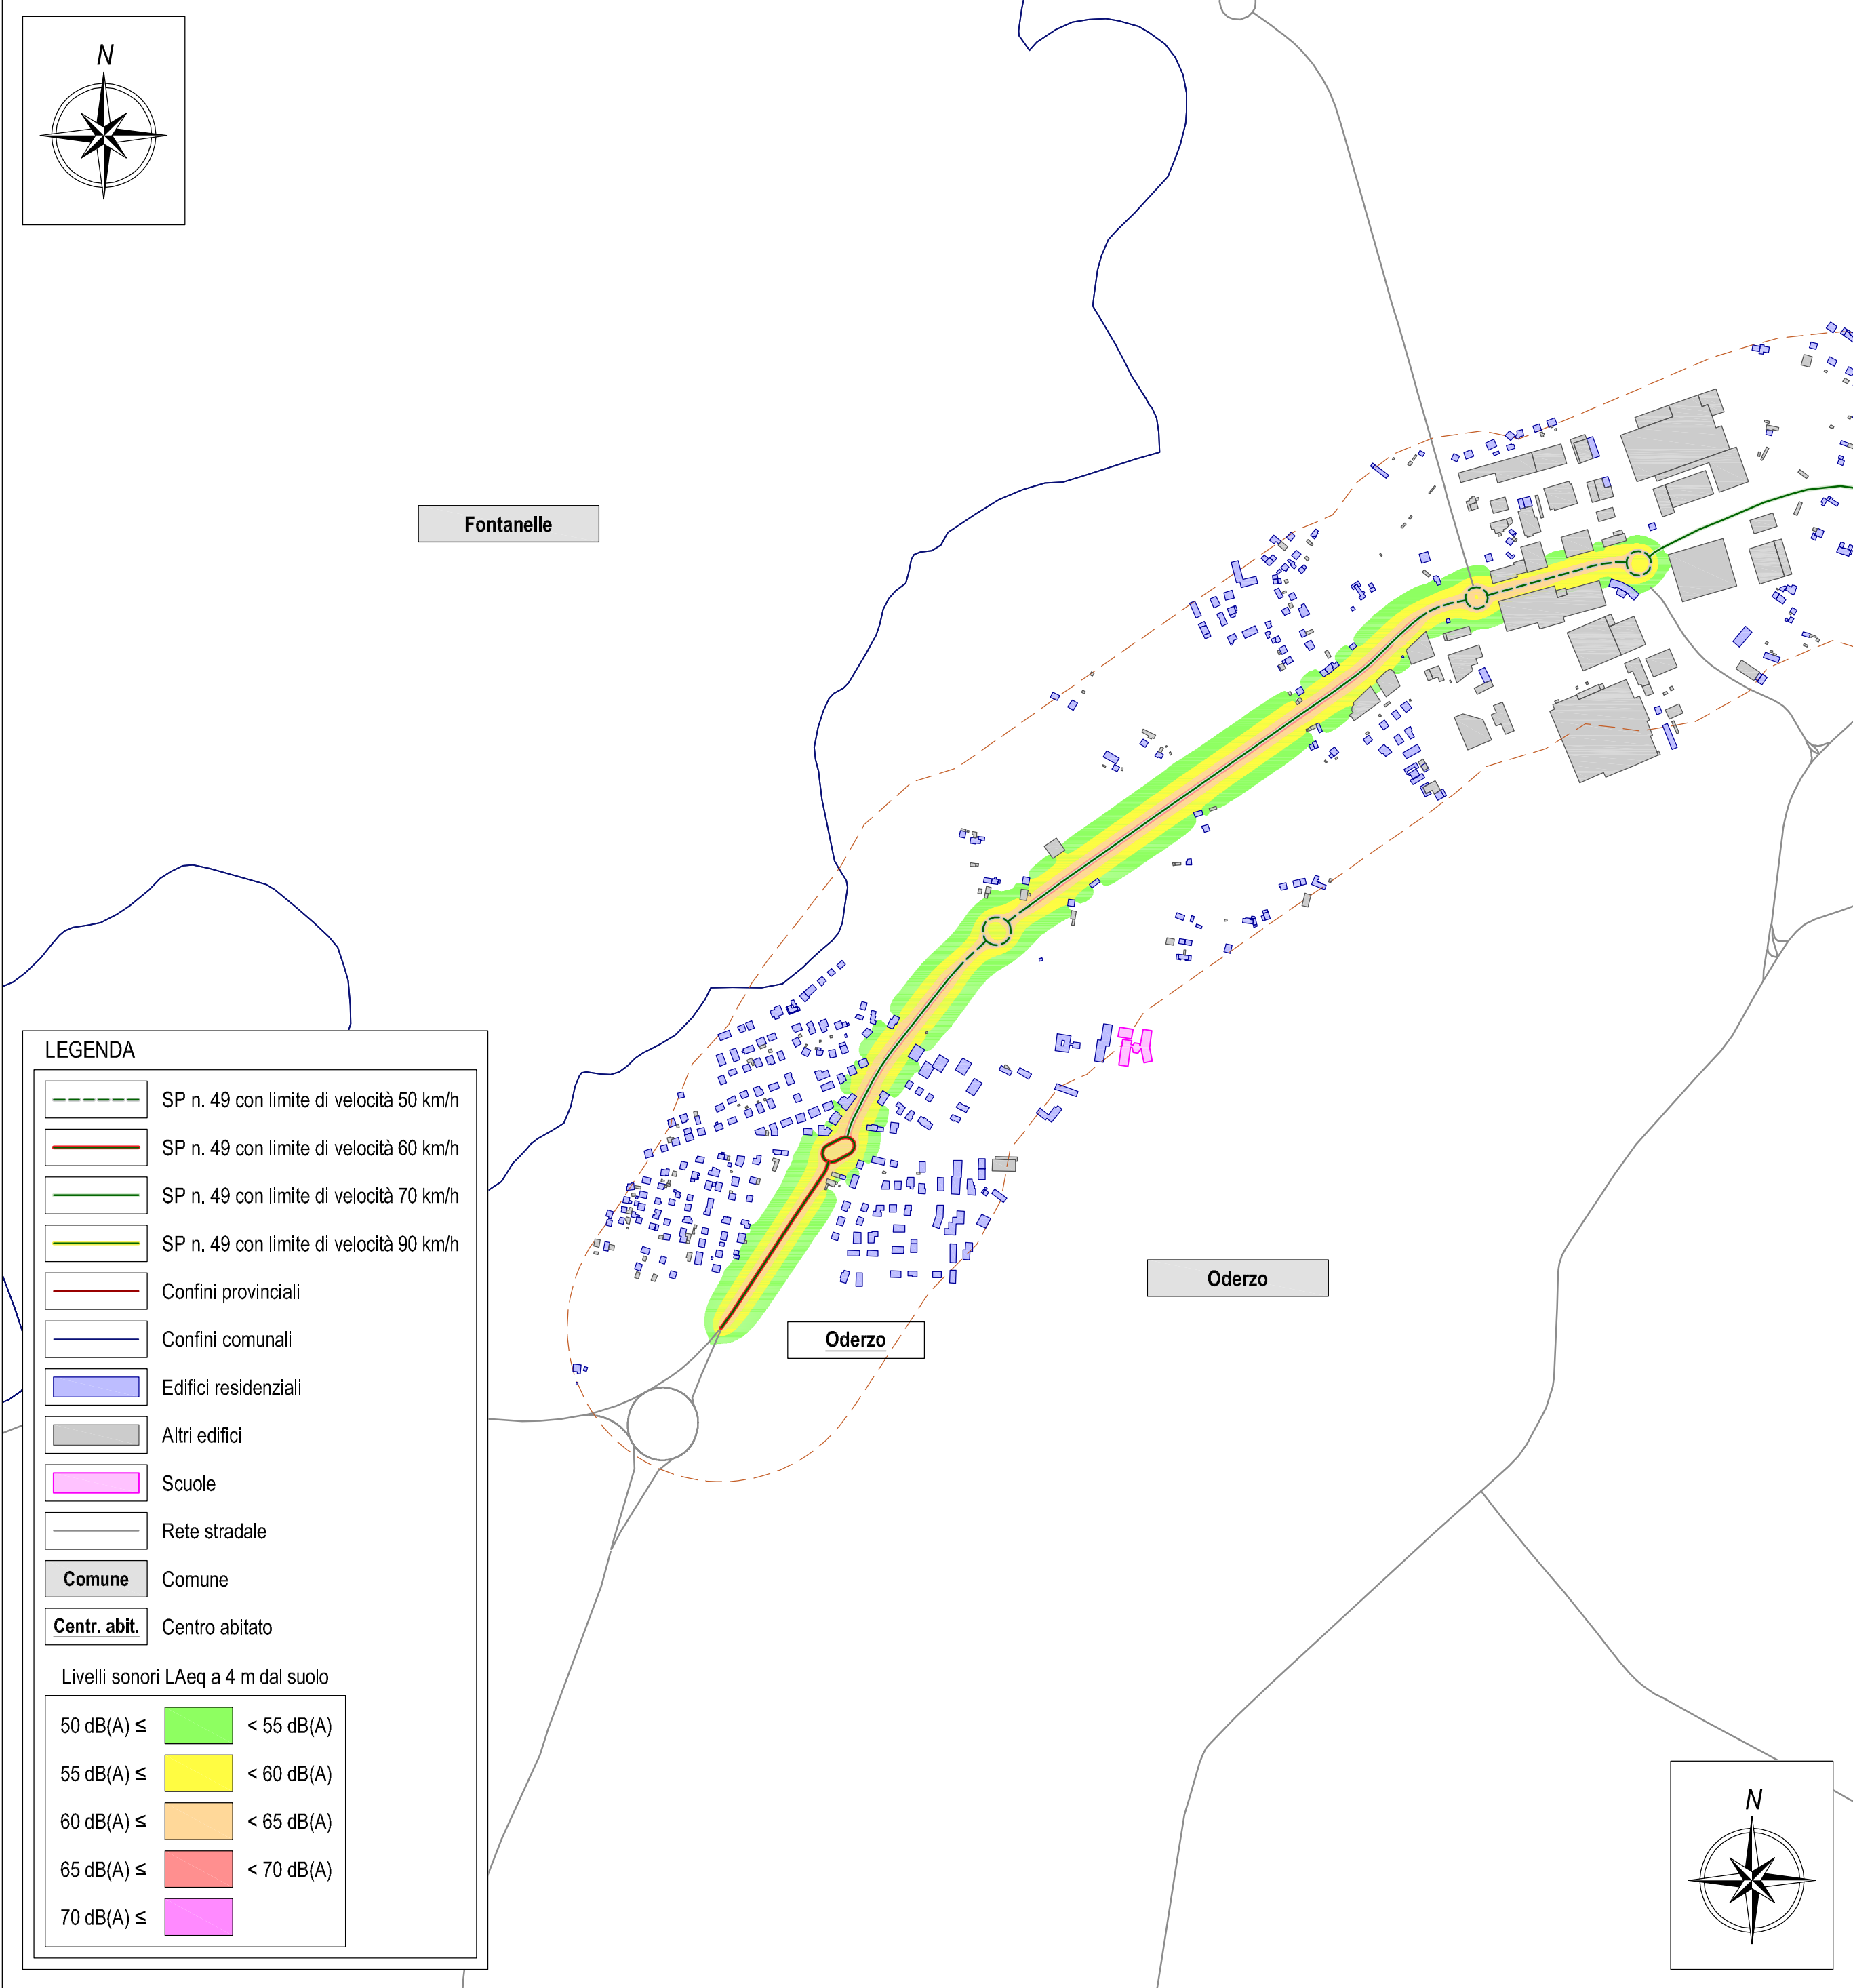 N
Fontanelle
Oderzo
Oderzo
LEGENDA
SP n. 49 con limite di velocità 50 km/h
SP n. 49 con limite di velocità 60 km/h
SP n. 49 con limite di velocità 70 km/h
SP n. 49 con limite di velocità 90 km/h
Confini provinciali
Confini comunali
Edifici residenziali
Altri edifici
Scuole
Rete stradale
Comune Comune
Centr. abit. Centro abitato
Livelli sonori LAeq a 4 m dal suolo
50 dB(A) ≤ < 55 dB(A)
55 dB(A) ≤ < 60 dB(A)
60 dB(A) ≤ < 65 dB(A)
65 dB(A) ≤ < 70 dB(A)
70 dB(A) ≤
N